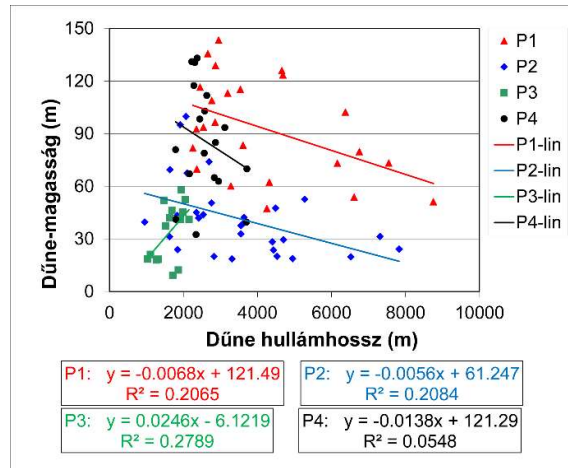 150
120
90
60
30
0
Dűne-magasság (m)
0 2000 4000 6000 8000 10000
Dűne hullámhossz (m)
P1
P2
P3
P4
P1-lin
P2-lin
P3-lin
P4-lin
P1: y = -0.0068x + 121.49
R² = 0.2065
P2: y = -0.0056x + 61.247
R² = 0.2084
P3: y = 0.0246x - 6.1219
R² = 0.2789
P4: y = -0.0138x + 121.29
R² = 0.0548